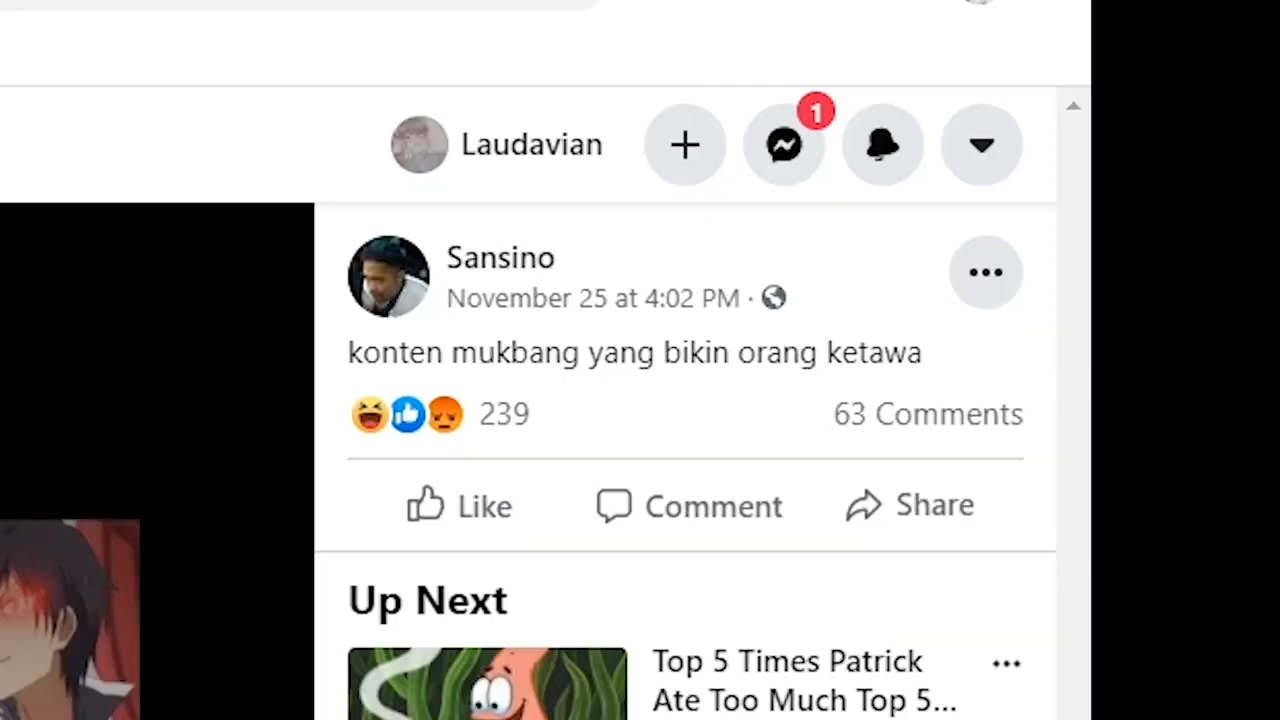 Laudavian
1
Sansino
November 25 at 4:02 PM ·
konten mukbang yang bikin orang ketawa
239
63 Comments
Like
Comment
Share
Up Next
Top 5 Times Patrick
Ate Too Much Top 5...